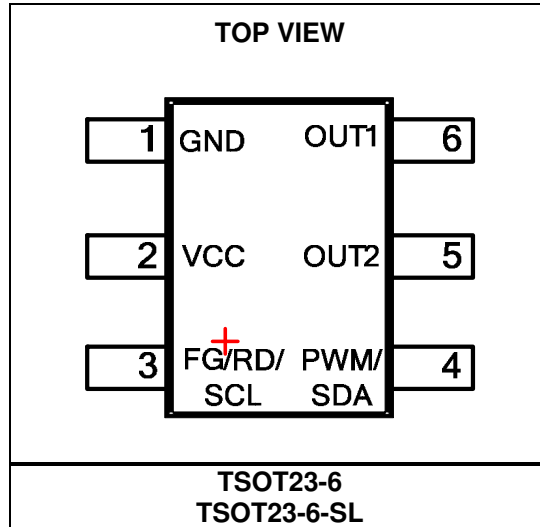 TOP VIEW
1 GND OUT1 6
2 VCC OUT2 5
3 FG/RD/ PWM/ 4
SCL SDA
TSOT23-6
TSOT23-6-SL